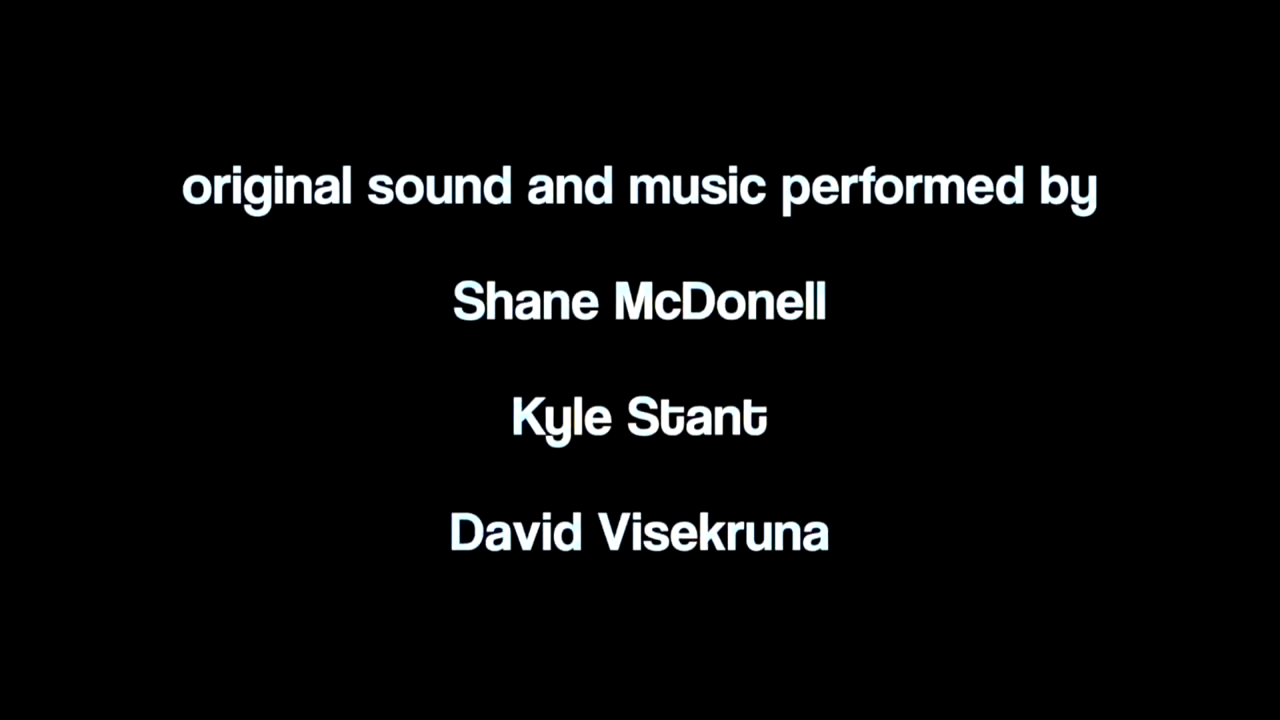 original sound and music performed by
Shane McDonell
Kyle Stant
David Visekruna